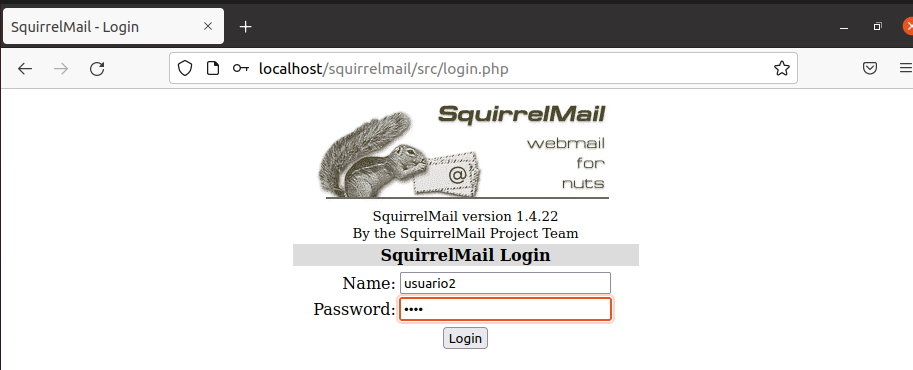 SquirrelMail - Login
localhost/squirrelmail/src/login.php
SquirrelMail
webmail
for
nuts
@
SquirrelMail version 1.4.22
By the SquirrelMail Project Team
SquirrelMail Login
Name: usuario2
Password: ••••
Login